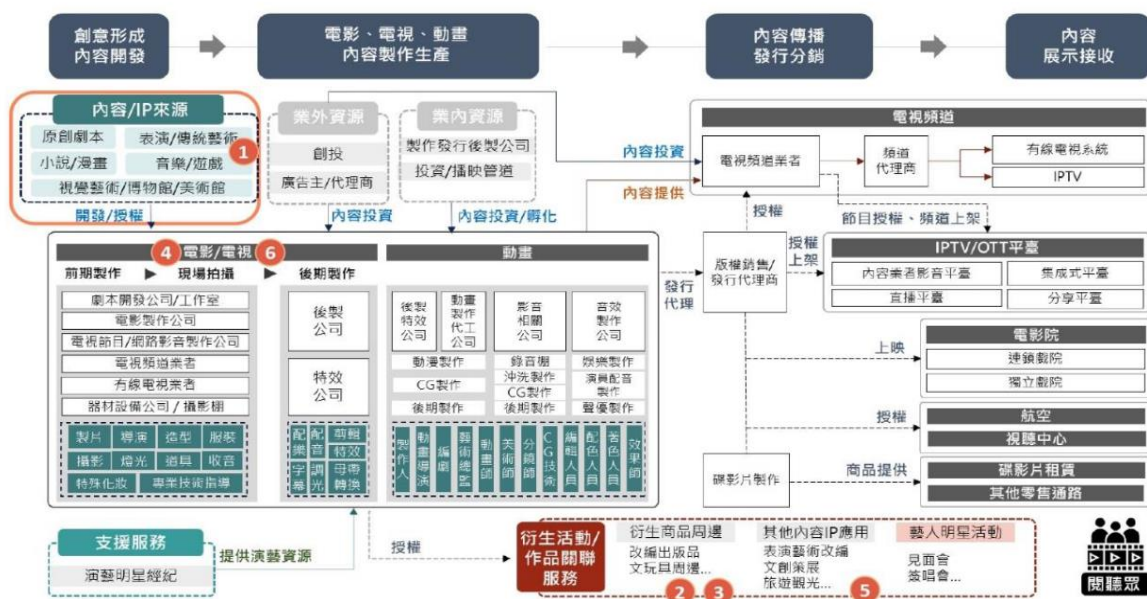 創意形成
內容開發
電影、電視、動畫
內容製作生產
內容傳播
發行分銷
內容
展示接收
內容/IP來源
原創劇本
表演/傳統藝術
小說/漫畫
音樂/遊戲
視覺藝術/博物館/美術館
1
開發/授權
業外資源
創投
廣告主/代理商
內容投資
業內資源
製作發行後製公司
投資/播映管道
內容投資/孵化
內容投資
內容提供
電視頻道
電視頻道業者
頻道
代理商
有線電視系統
IPTV
授權
節目授權、頻道上架
4
電影/電視
6
前期製作
現場拍攝
後期製作
劇本開發公司/工作室
電影製作公司
電視節目/網路影音製作公司
電視頻道業者
有線電視業者
器材設備公司/攝影棚
製片
導演
造型
服裝
攝影
燈光
道具
收音
特殊化妝
專業技術指導
後製
公司
特效
公司
配樂
配音
剪輯
特效
字幕
調光
母帶
轉換
動畫
後製
特效
公司
動畫
製作
代工
公司
影音
相關
公司
音效
製作
公司
動漫製作
CG製作
後期製作
錄音棚
沖洗製作
CG製作
後期製作
娛樂製作
演員配音
製作
聲優製作
製作人
動畫導演
編劇
藝術總監
動畫師
美術師
分鏡師
CG技術
編輯人員
配色人員
著色人員
效果師
發行
代理
版權銷售/
發行代理商
授權
上架
IPTV/OTT平臺
內容業者影音平臺
集成式平臺
直播平臺
分享平臺
上映
電影院
連鎖戲院
獨立戲院
授權
航空
視聽中心
碟影片製作
商品提供
碟影片租賃
其他零售通路
支援服務
演藝明星經紀
提供演藝資源
授權
衍生活動/
作品關聯
服務
衍生商品周邊
改編出版品
文玩具周邊...
2
3
其他內容IP應用
表演藝術改編
文創策展
旅遊觀光...
5
藝人明星活動
見面會
簽唱會...
閱聽眾